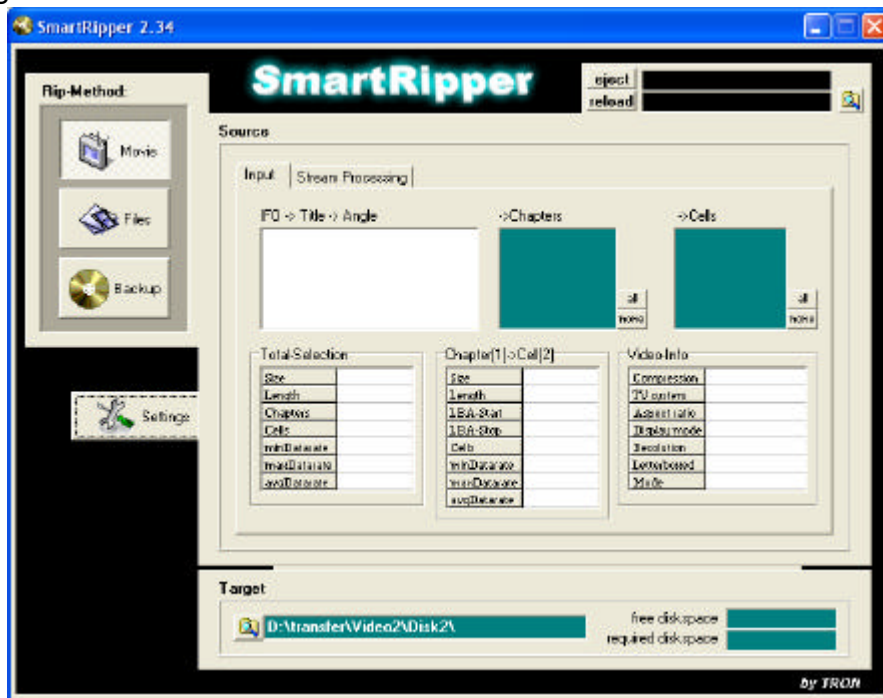 SmartRipper 2.34
SmartRipper
eject
reload
Rip-Method:
Movie
Files
Backup
Settings
Source
Input Stream Processing
IFO -> Title -> Angle ->Chapters ->Cells
all all
none none
Total-Selection Chapter[1]->Cell[2] Video-Info
Size Size Compression
Length Length TV system
Chapters LBA-Start Aspect ratio
Cells LBA-Stop Display mode
minDatarate Cells Resolution
maxDatarate minDatarate Letterboxed
avgDatarate maxDatarate Mode
avgDatarate
Target
D:\transfer\Video2\Disk2\
free diskspace
required diskspace
by TRON